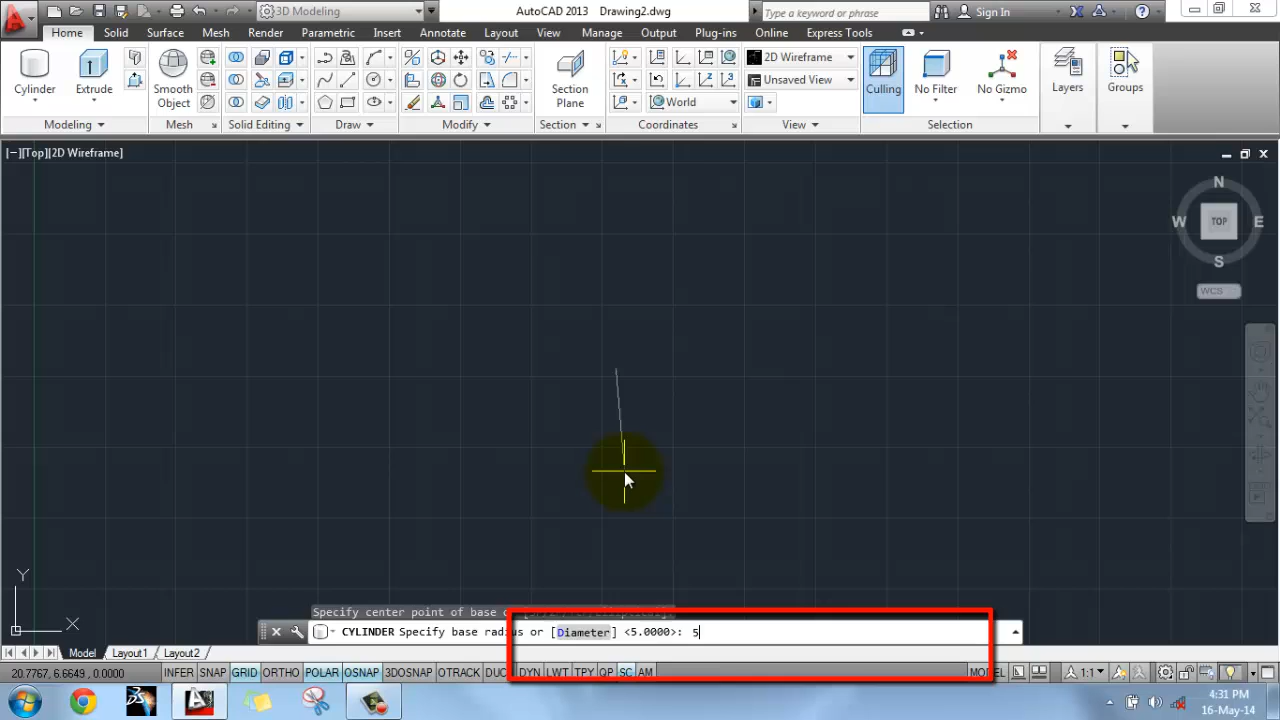 3D Modeling
AutoCAD 2013 Drawing2.dwg
Type a keyword or phrase
Sign In
Home Solid Surface Mesh Render Parametric Insert Annotate Layout View Manage Output Plug-ins Online Express Tools
Cylinder
Extrude
Smooth
Object
Section
Plane
World
2D Wireframe
Unsaved View
Culling
No Filter
No Gizmo
Layers
Groups
Modeling
Mesh
Solid Editing
Draw
Modify
Section
Coordinates
View
Selection
[−][Top][2D Wireframe]
N
W
TOP
E
S
WCS
Y
X
Specify center point of base o
CYLINDER Specify base radius or [Diameter] <5.0000>: 5
Model Layout1 Layout2
20.7767, 6.6649, 0.0000
INFER SNAP GRID ORTHO POLAR OSNAP 3DOSNAP OTRACK DUC DYN LWT TPY QP SC AM
MODEL
1:1
4:31 PM
16-May-14